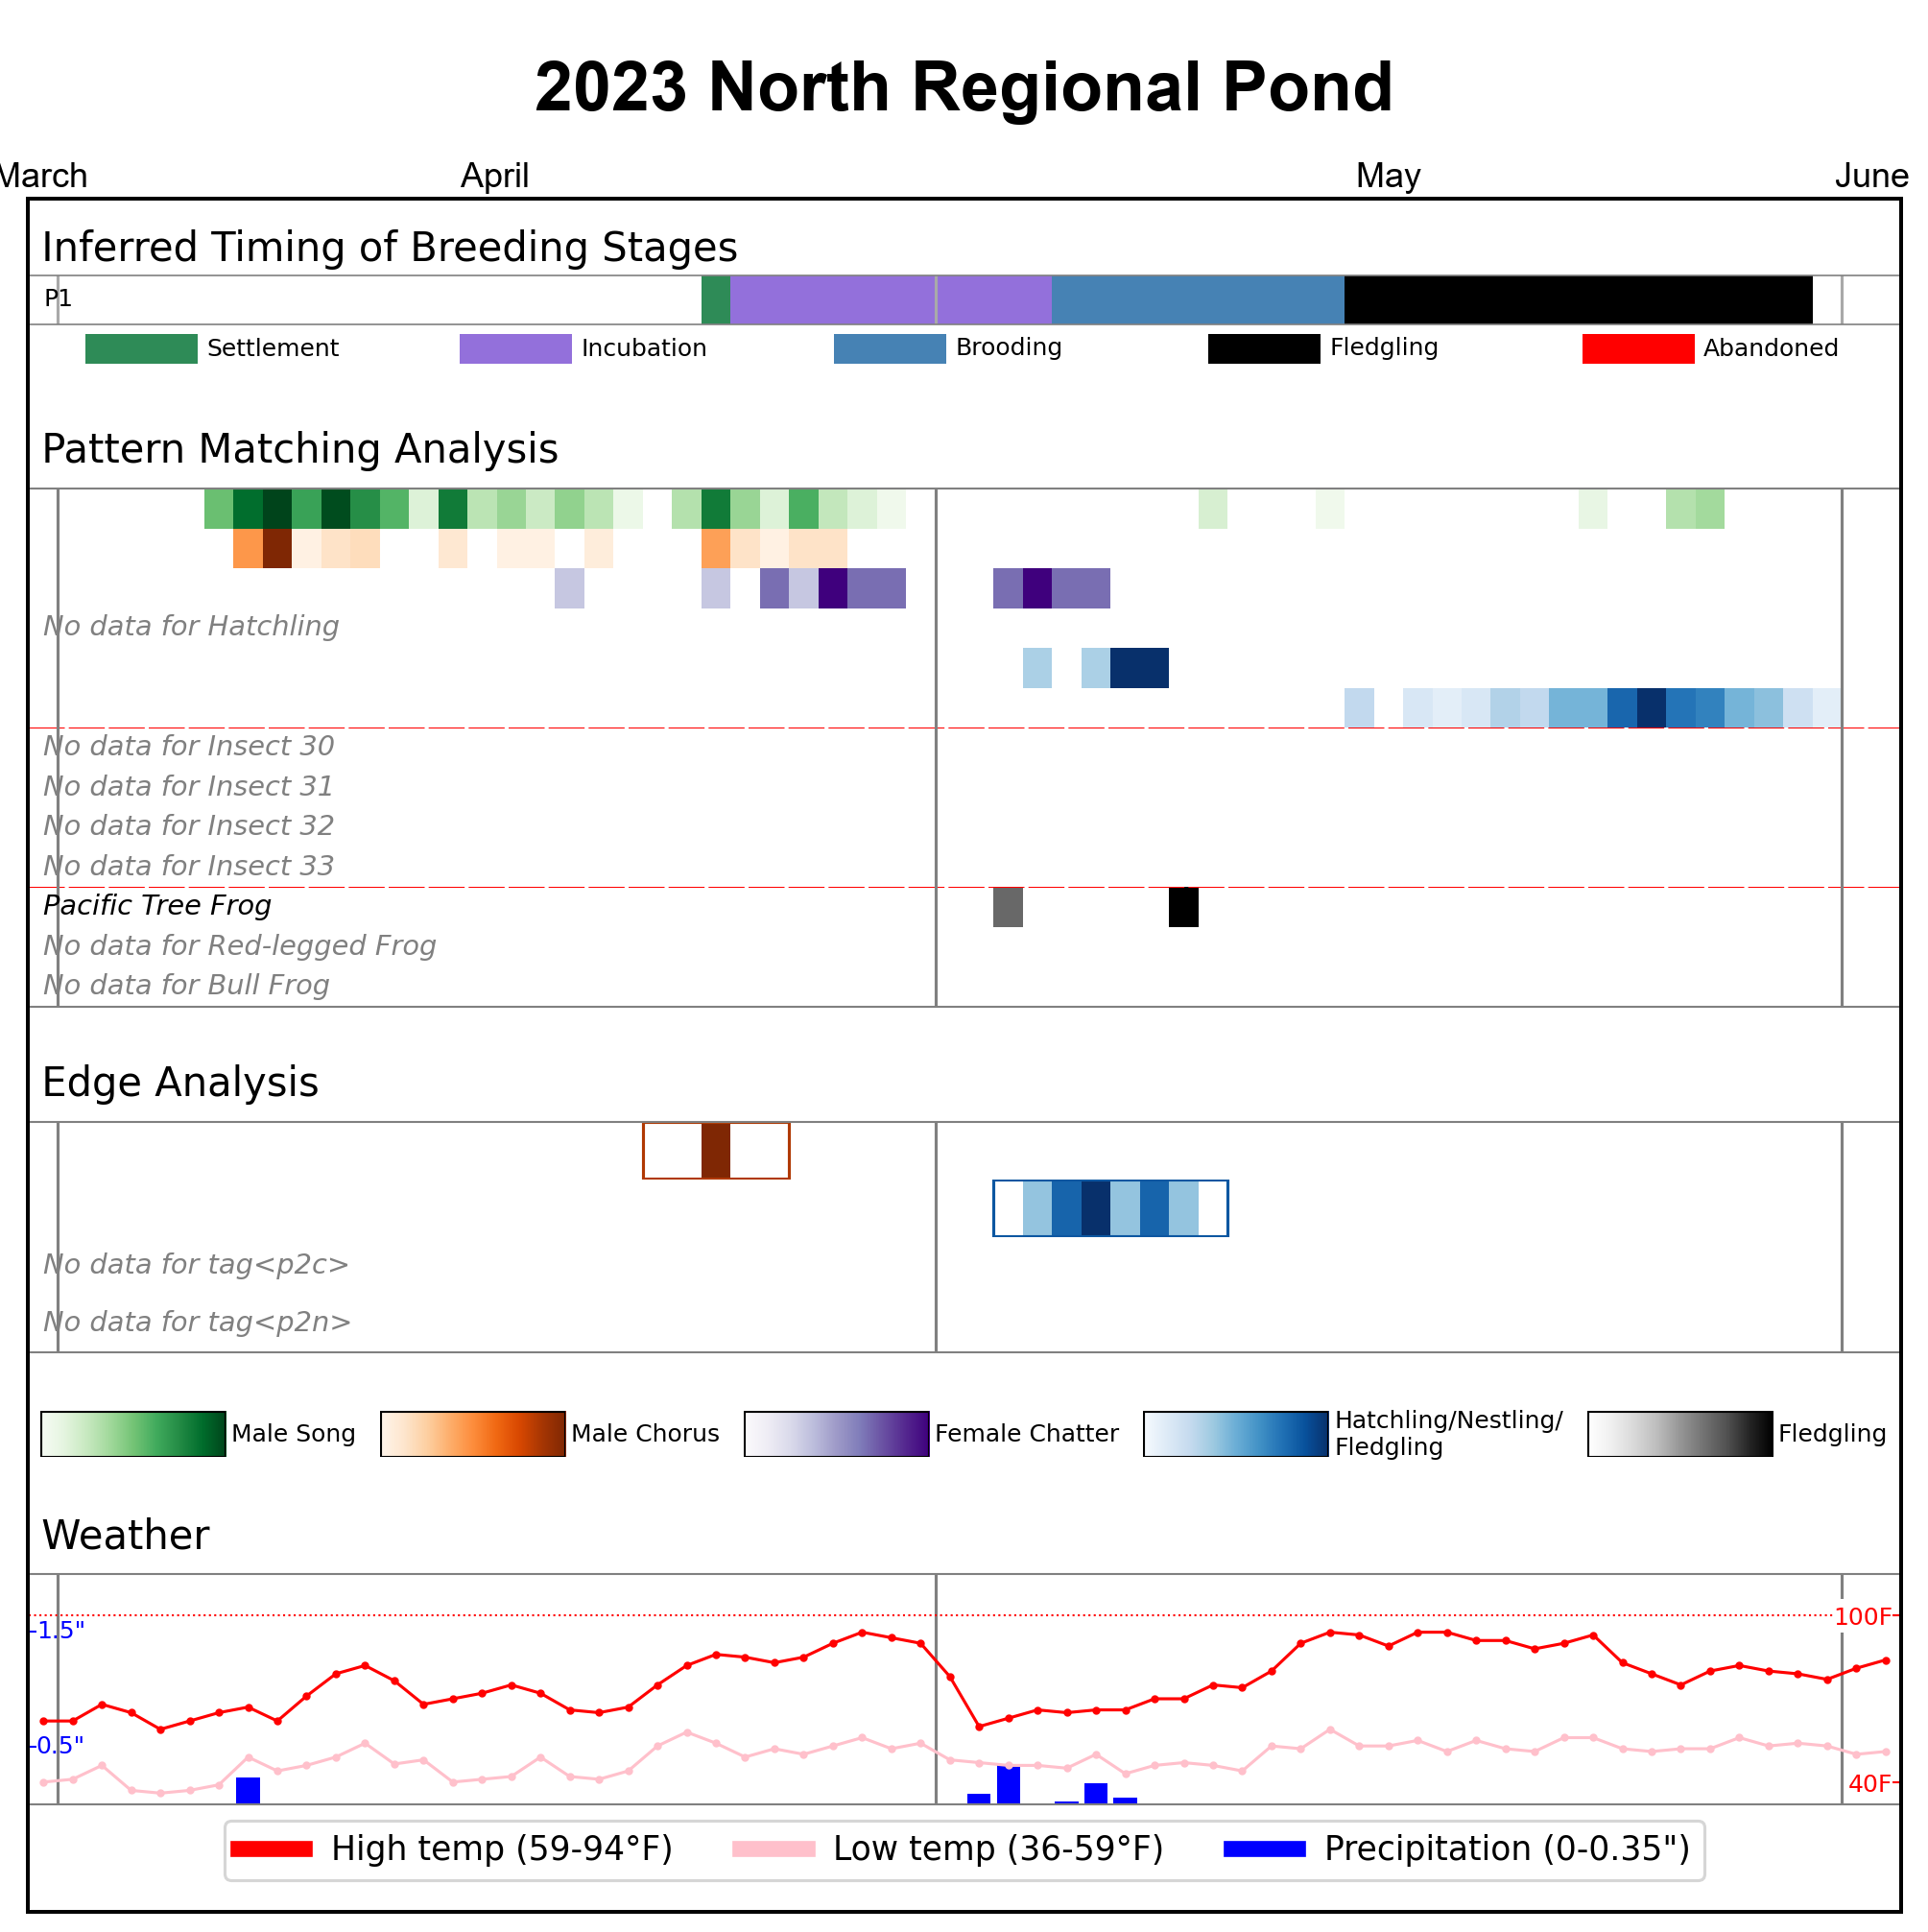 2023 North Regional Pond
March April May June
Inferred Timing of Breeding Stages
P1
Settlement Incubation Brooding Fledgling Abandoned
Pattern Matching Analysis
No data for Hatchling
No data for Insect 30
No data for Insect 31
No data for Insect 32
No data for Insect 33
Pacific Tree Frog
No data for Red-legged Frog
No data for Bull Frog
Edge Analysis
No data for tag<p2c>
No data for tag<p2n>
Male Song Male Chorus Female Chatter Hatchling/Nestling/
Fledgling Fledgling
Weather
1.5" 100F
0.5" 40F
High temp (59-94°F) Low temp (36-59°F) Precipitation (0-0.35")